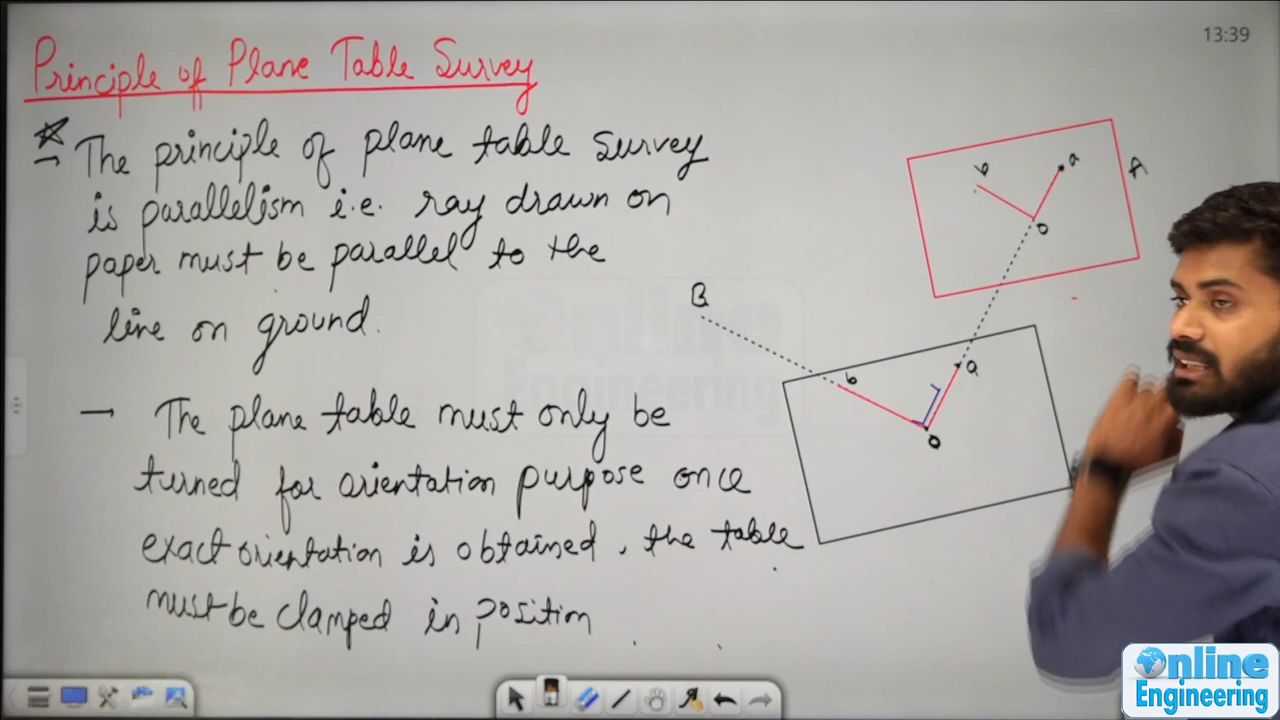 Principle of Plane Table Survey
13:39
The principle of plane table survey
is parallelism i.e. ray drawn on
paper must be parallel to the
line on ground.
The plane table must only be
turned for orientation purpose once
exact orientation is obtained, the table
must be clamped in position
b
a
A
o
B
b
a
o
online
Engineering
Online
Engineering